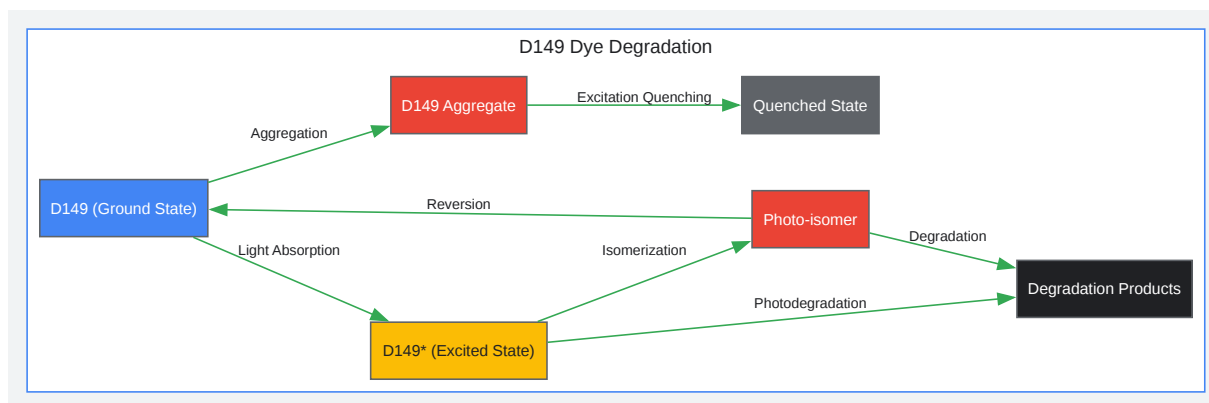 D149 Dye Degradation
D149 Aggregate
Excitation Quenching
Quenched State
Aggregation
D149 (Ground State)
Reversion
Photo-isomer
Light Absorption
Isomerization
Degradation
Degradation Products
Photodegradation
D149* (Excited State)